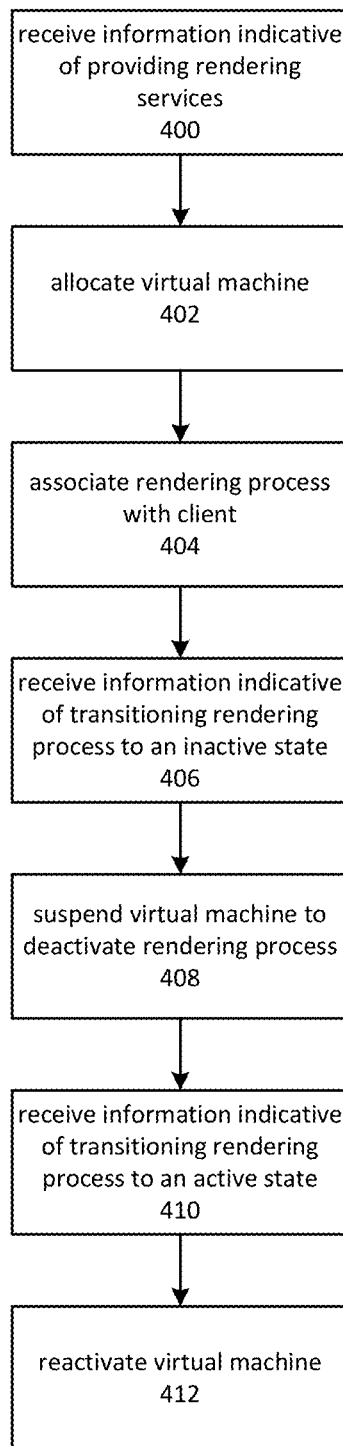 receive information indicative
of providing rendering
services
400
allocate virtual machine
402
associate rendering process
with client
404
receive information indicative
of transitioning rendering
process to an inactive state
406
suspend virtual machine to
deactivate rendering process
408
receive information indicative
of transitioning rendering
process to an active state
410
reactivate virtual machine
412